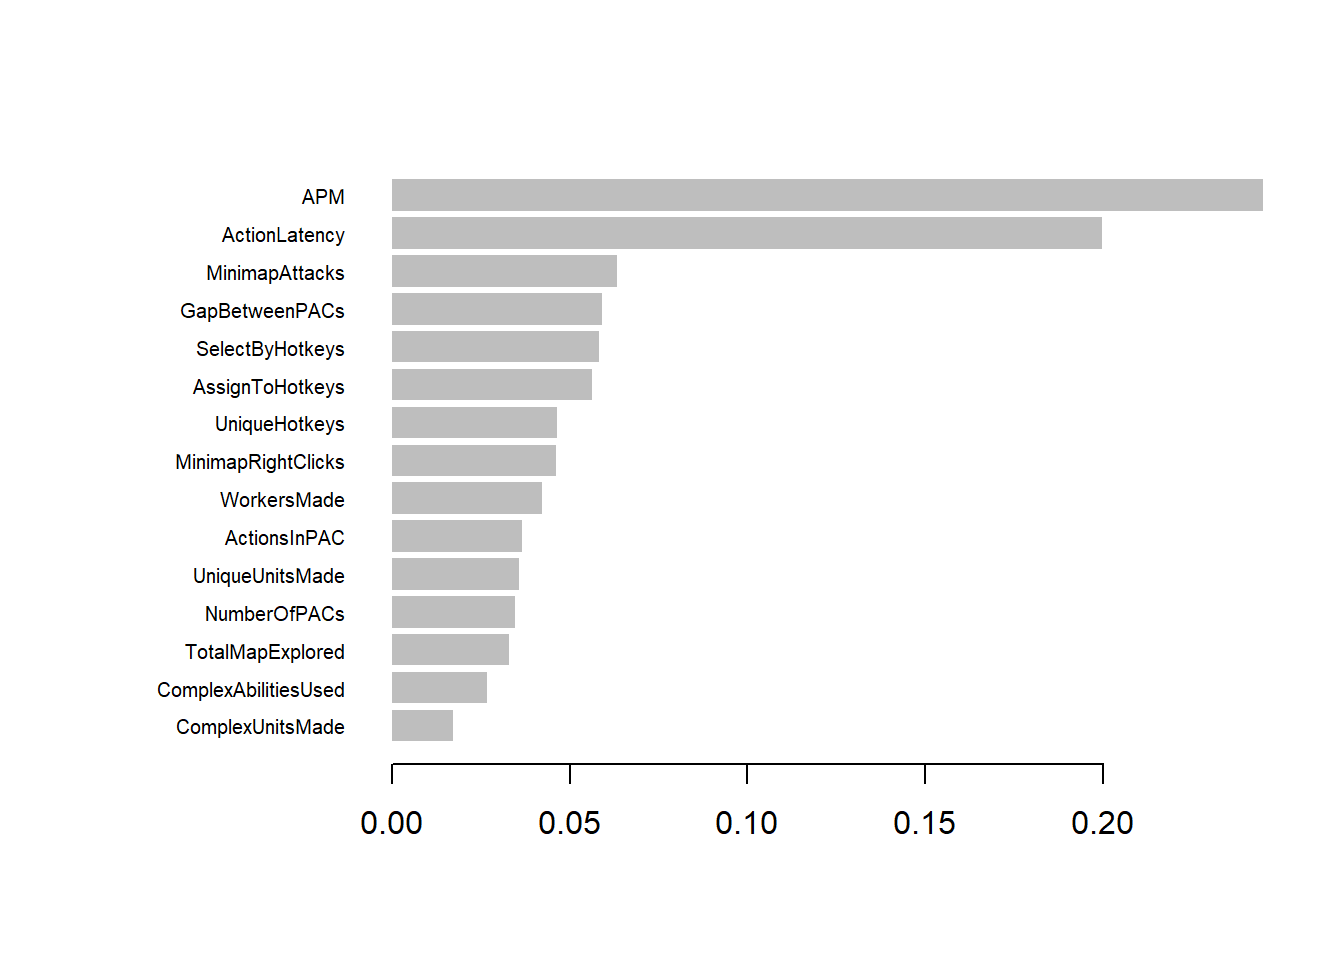 APM
ActionLatency
MinimapAttacks
GapBetweenPACs
SelectByHotkeys
AssignToHotkeys
UniqueHotkeys
MinimapRightClicks
WorkersMade
ActionsInPAC
UniqueUnitsMade
NumberOfPACs
TotalMapExplored
ComplexAbilitiesUsed
ComplexUnitsMade
0.00 0.05 0.10 0.15 0.20